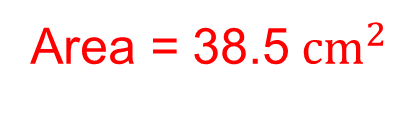 Area = 38.5 cm²